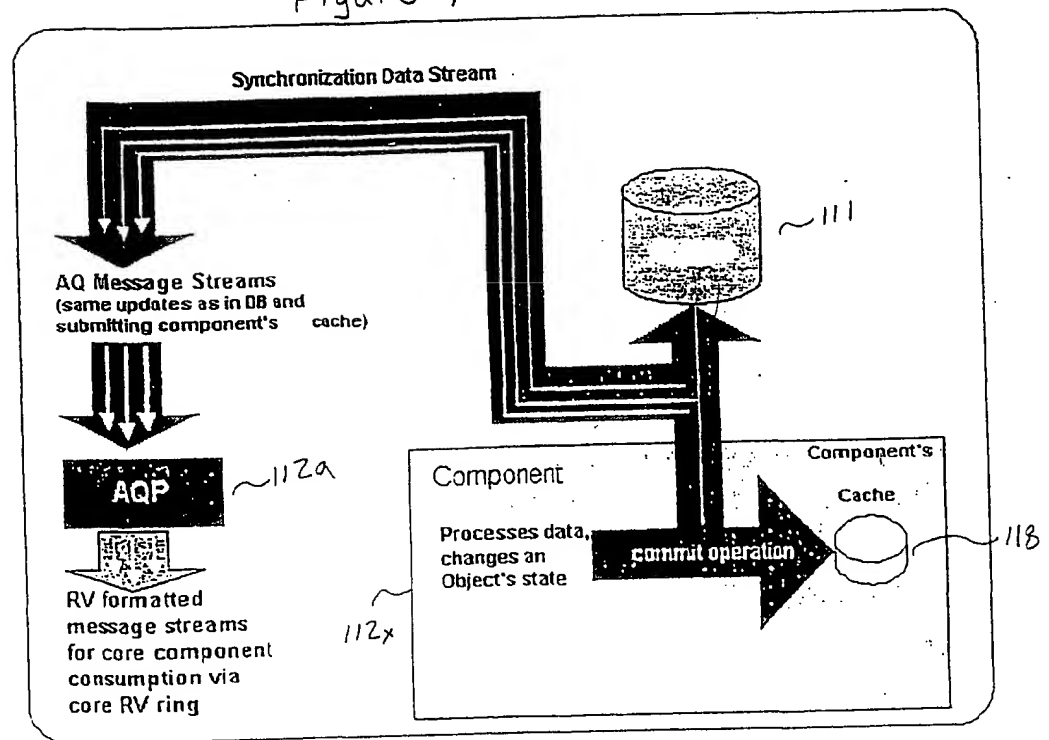 Figure
Synchronization Data Stream
111
AQ Message Streams
(same updates as in DB and
submitting component's cache)
AQP
112a
RV formatted
message streams
for core component
consumption via
core RV ring
Component
Processes data,
changes an
Object's state
commit operation
Component's
Cache
118
112x